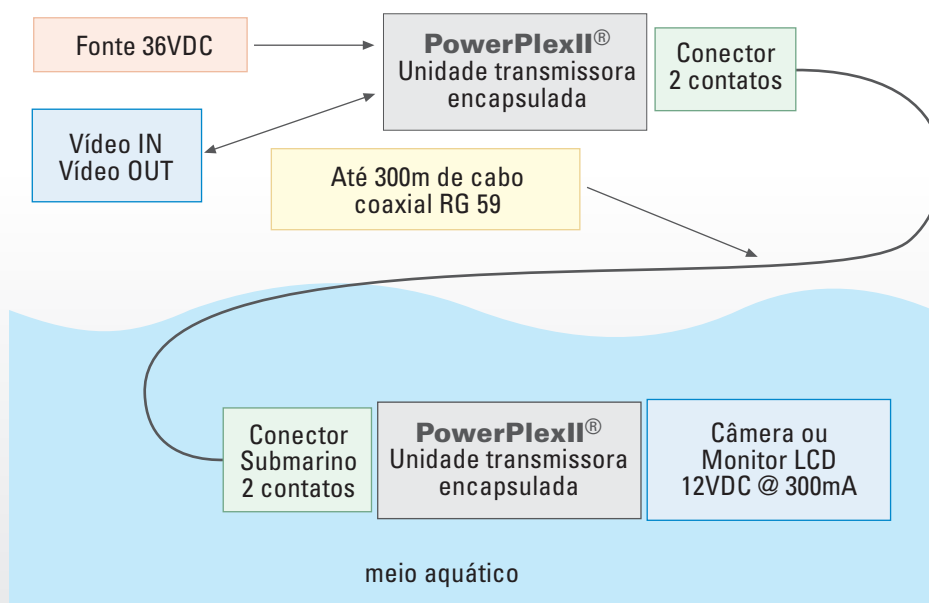 Fonte 36VDC
PowerPlexII®
Unidade transmissora
encapsulada
Conector
2 contatos
Vídeo IN
Vídeo OUT
Até 300m de cabo
coaxial RG 59
Conector
Submarino
2 contatos
PowerPlexII®
Unidade transmissora
encapsulada
Câmera ou
Monitor LCD
12VDC @ 300mA
meio aquático